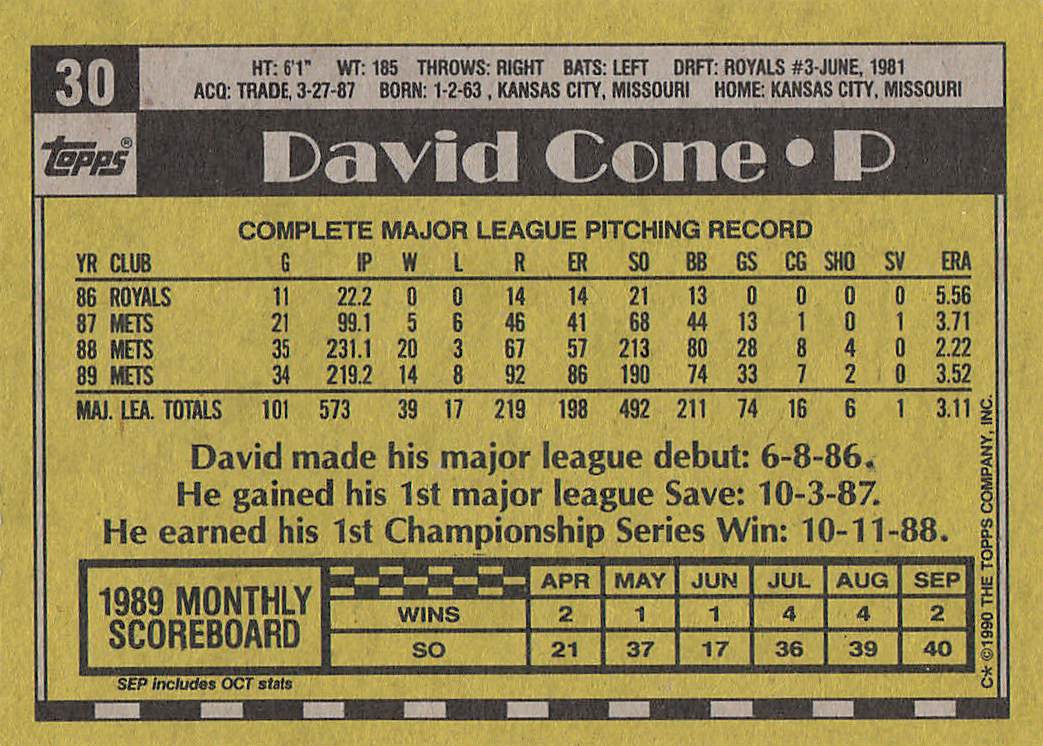 30
HT: 6'1" WT: 185 THROWS: RIGHT BATS: LEFT DRFT: ROYALS #3-JUNE, 1981
ACQ: TRADE, 3-27-87 BORN: 1-2-63 , KANSAS CITY, MISSOURI HOME: KANSAS CITY, MISSOURI
topps®
David Cone • P
COMPLETE MAJOR LEAGUE PITCHING RECORD
YR CLUB G IP W L R ER SO BB GS CG SHO SV ERA
86 ROYALS 11 22.2 0 0 14 14 21 13 0 0 0 0 5.56
87 METS 21 99.1 5 6 46 41 68 44 13 1 0 1 3.71
88 METS 35 231.1 20 3 67 57 213 80 28 8 4 0 2.22
89 METS 34 219.2 14 8 92 86 190 74 33 7 2 0 3.52
MAJ. LEA. TOTALS 101 573 39 17 219 198 492 211 74 16 6 1 3.11
David made his major league debut: 6-8-86.
He gained his 1st major league Save: 10-3-87.
He earned his 1st Championship Series Win: 10-11-88.
1989 MONTHLY
SCOREBOARD
APR MAY JUN JUL AUG SEP
WINS 2 1 1 4 4 2
SO 21 37 17 36 39 40
SEP includes OCT stats
C* ©1990 THE TOPPS COMPANY, INC.